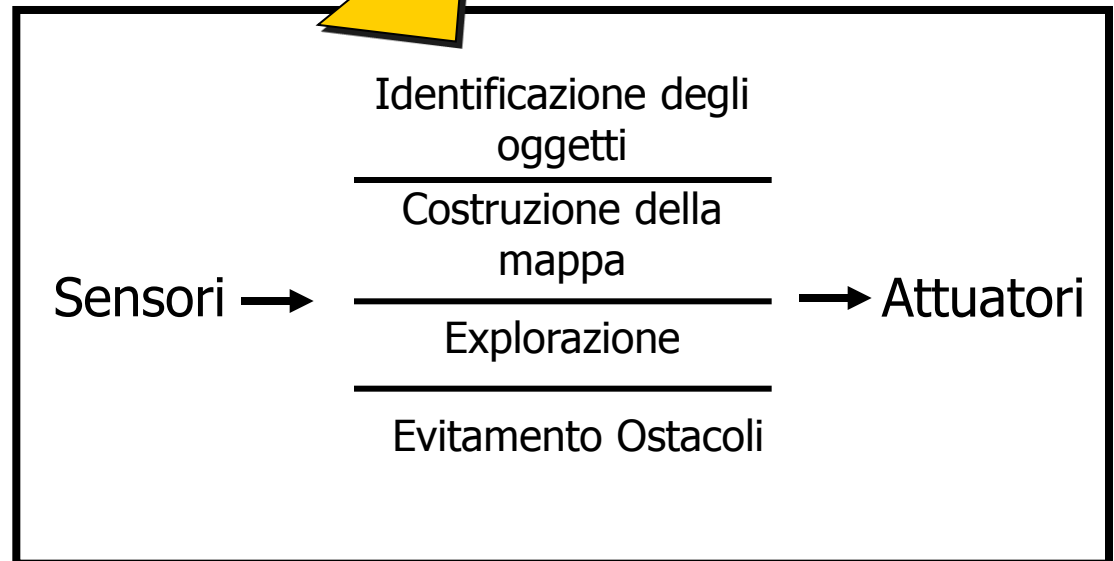 Identificazione degli
oggetti
Costruzione della
mappa
Sensori
Attuatori
Explorazione
Evitamento Ostacoli